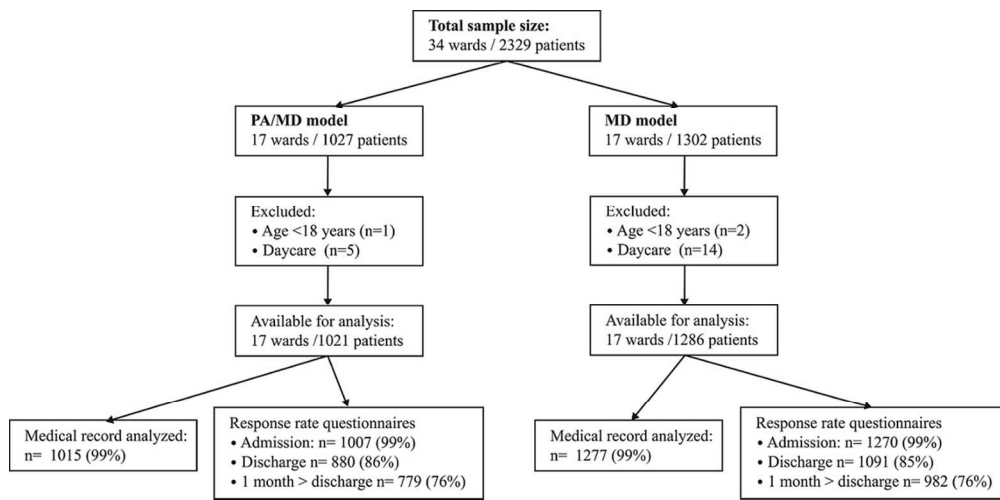 Total sample size:
34 wards / 2329 patients
PA/MD model
17 wards / 1027 patients
MD model
17 wards / 1302 patients
Excluded:
• Age <18 years (n=1)
• Daycare (n=5)
Excluded:
• Age <18 years (n=2)
• Daycare (n=14)
Available for analysis:
17 wards /1021 patients
Available for analysis:
17 wards /1286 patients
Medical record analyzed:
n= 1015 (99%)
Response rate questionnaires
• Admission: n= 1007 (99%)
• Discharge n= 880 (86%)
• 1 month > discharge n= 779 (76%)
Medical record analyzed:
n= 1277 (99%)
Response rate questionnaires
• Admission: n= 1270 (99%)
• Discharge n= 1091 (85%)
• 1 month > discharge n= 982 (76%)